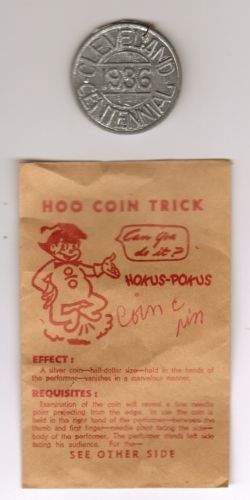 CLEVELAND
1936
CENTENNIAL
HOO COIN TRICK
Can you
do it?
HOKUS-POKUS
Coin &
pin
EFFECT:
A silver coin—half-dollar size—held in the hands of
the performer—vanishes in a marvelous manner.
REQUISITES:
Examination of the coin will reveal a fine needle
point projecting from the edge. In use the coin is
held in the right hand of the performer—between the
thumb and first finger—needle point facing the side—
body of the performer. The performer stands left side
facing his audience. For the—
SEE OTHER SIDE